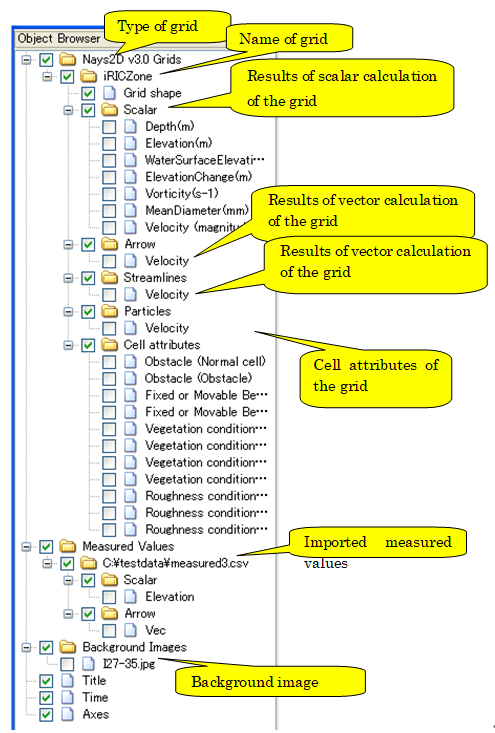 Type of grid
Object Browser
Name of grid
Nays2D v3.0 Grids
iRICZone
Results of scalar calculation
of the grid
Grid shape
Scalar
Depth(m)
Elevation(m)
WaterSurfaceElevati···
ElevationChange(m)
Vorticity(s-1)
MeanDiameter(mm)
Velocity (magnitu
Results of vector calculation
of the grid
Arrow
Velocity
Results of vector calculation
of the grid
Streamlines
Velocity
Particles
Velocity
Cell attributes
Cell attributes of
the grid
Obstacle (Normal cell)
Obstacle (Obstacle)
Fixed or Movable Be···
Fixed or Movable Be···
Vegetation condition···
Vegetation condition···
Vegetation condition···
Vegetation condition···
Roughness condition···
Roughness condition···
Roughness condition···
Measured Values
Imported measured
values
C:¥testdata¥measured3.csv
Scalar
Elevation
Arrow
Vec
Background Images
I27-35.jpg
Background image
Title
Time
Axes